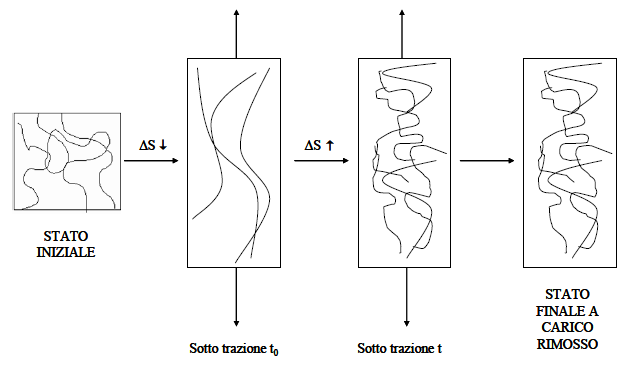 ΔS ↓
ΔS ↑
STATO
INIZIALE
Sotto trazione t₀
Sotto trazione t
STATO
FINALE A
CARICO
RIMOSSO